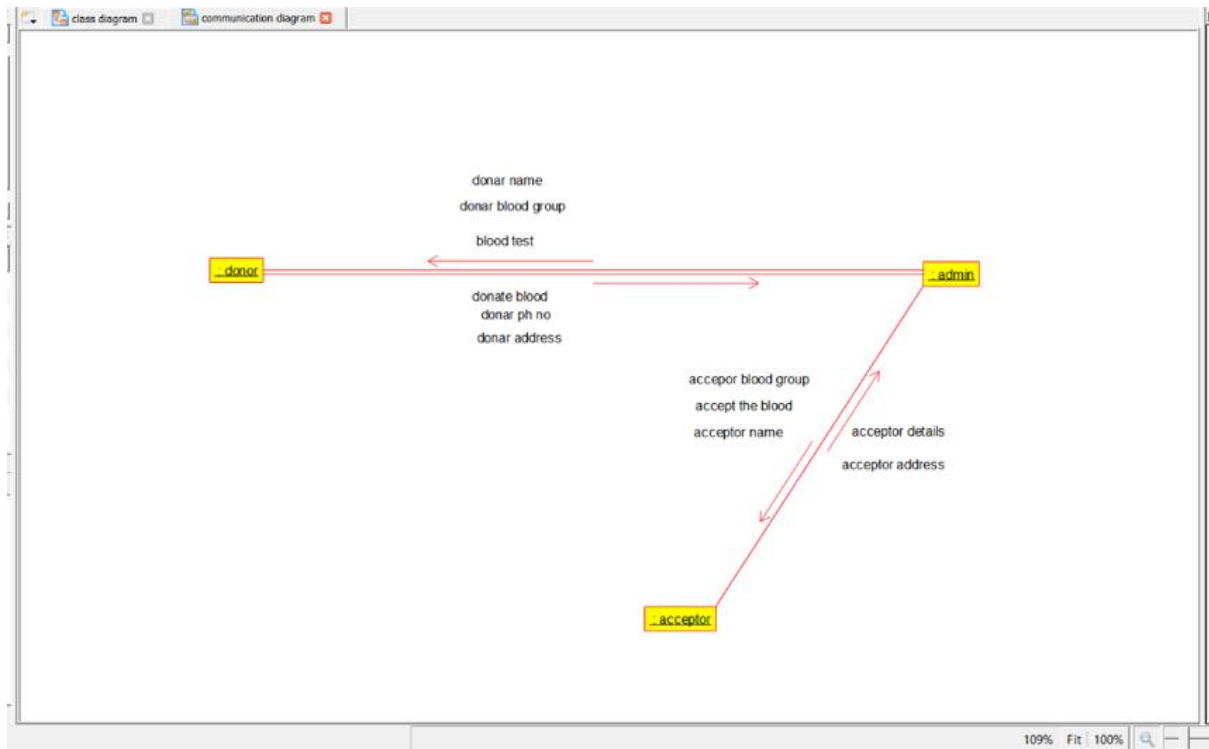 class diagram
communication diagram
donar name
donar blood group
blood test
: donor
: admin
donate blood
donar ph no
donar address
accepor blood group
accept the blood
acceptor name
acceptor details
acceptor address
: acceptor
109% Fit 100%